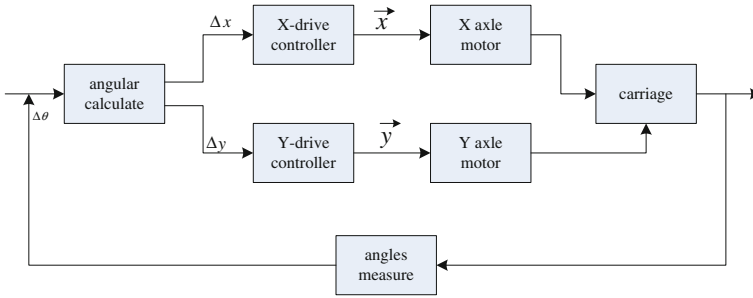 Δx
X-drive
controller
x
X axle
motor
angular
calculate
carriage
Δθ
Δy
Y-drive
controller
y
Y axle
motor
angles
measure